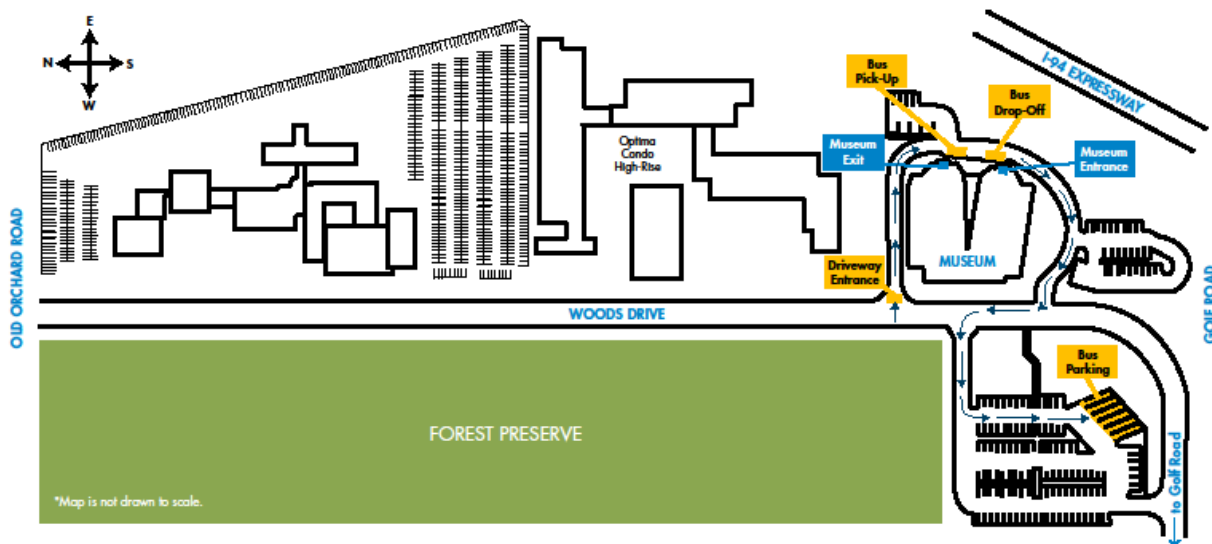 E
N
S
W
I-94 EXPRESSWAY
Bus
Pick-Up
Bus
Drop-Off
Museum
Exit
Museum
Entrance
Optima
Condo
High-Rise
MUSEUM
Driveway
Entrance
OLD ORCHARD ROAD
WOODS DRIVE
GOLF ROAD
Bus
Parking
FOREST PRESERVE
*Map is not drawn to scale.
to Golf Road